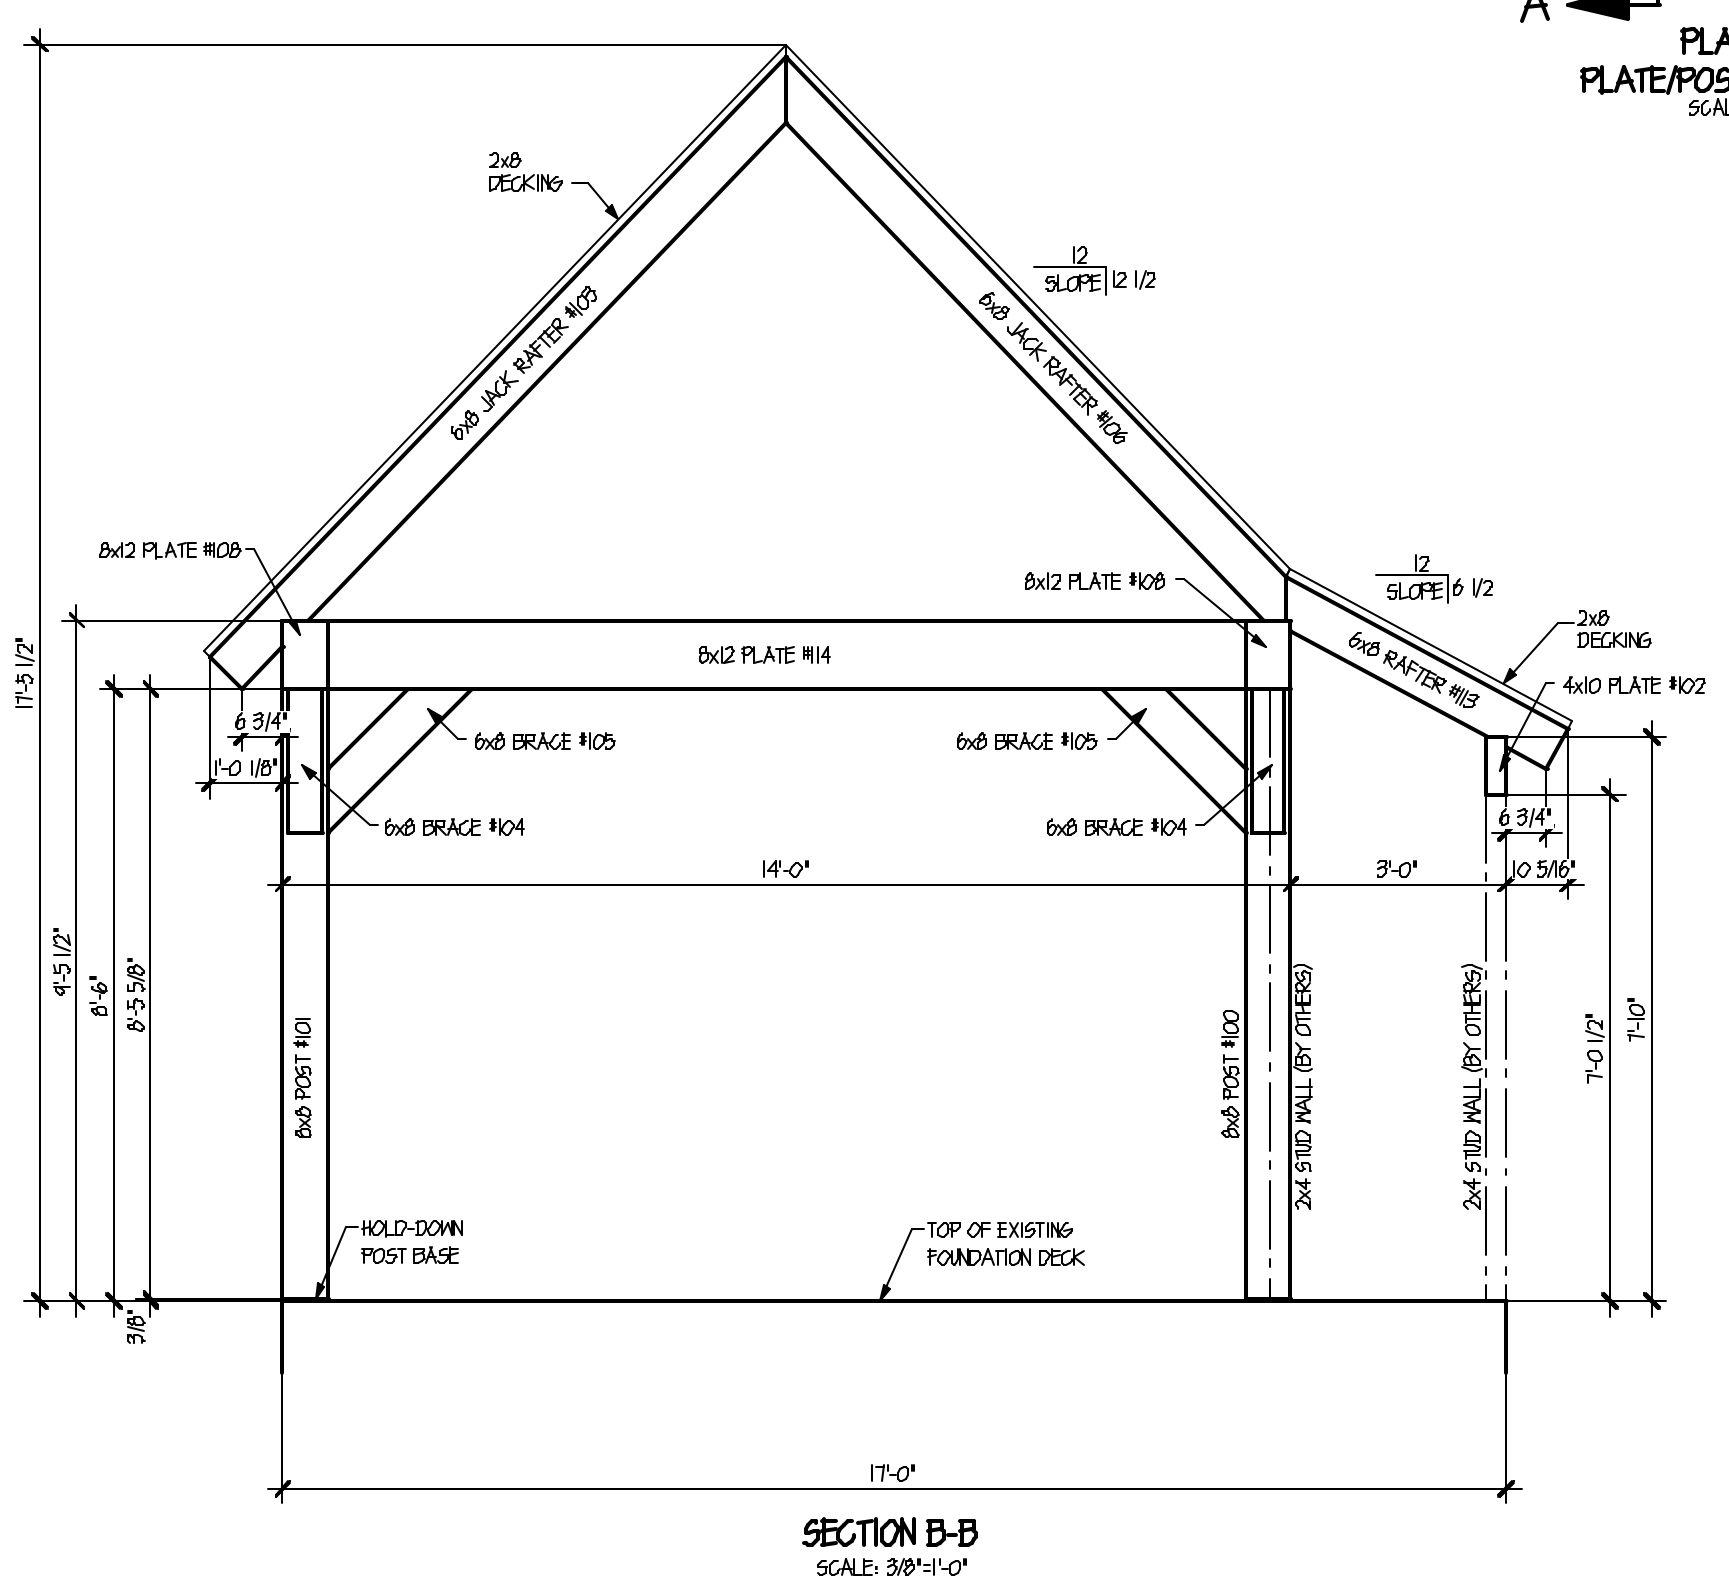 A
PLA
PLATE/POS
SCAL
2x8
DECKING
12
SLOPE 12 1/2
6x8 JACK RAFTER #103
6x8 JACK RAFTER #106
8x12 PLATE #108
8x12 PLATE #108
12
SLOPE 6 1/2
2x8
DECKING
6x8 RAFTER #113
4x10 PLATE #102
8x12 PLATE #114
17'-5 1/2"
6 3/4"
1'-0 1/8"
6x8 BRACE #105
6x8 BRACE #105
6x8 BRACE #104
6x8 BRACE #104
6 3/4"
14'-0"
3'-0"
10 5/16"
9'-5 1/2"
8'-6"
8'-5 5/8"
8x8 POST #101
8x8 POST #100
2x4 STUD WALL (BY OTHERS)
2x4 STUD WALL (BY OTHERS)
7'-0 1/2"
7'-10"
HOLD-DOWN
POST BASE
TOP OF EXISTING
FOUNDATION DECK
3/8"
17'-0"
SECTION B-B
SCALE: 3/8"=1'-0"